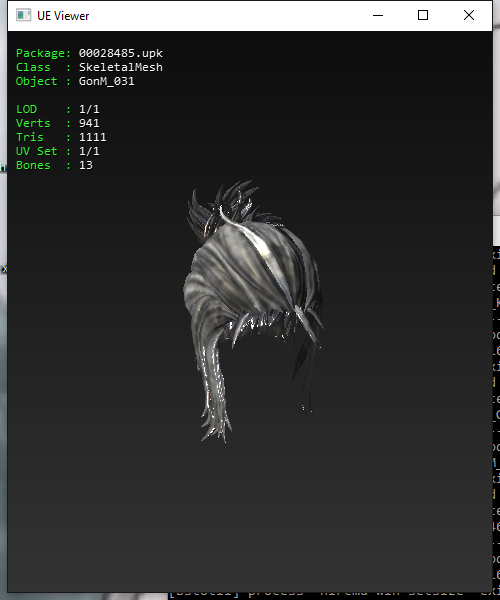 UE Viewer
Package: 00028485.upk
Class : SkeletalMesh
Object : GonM_031
LOD : 1/1
Verts : 941
Tris : 1111
UV Set : 1/1
Bones : 13